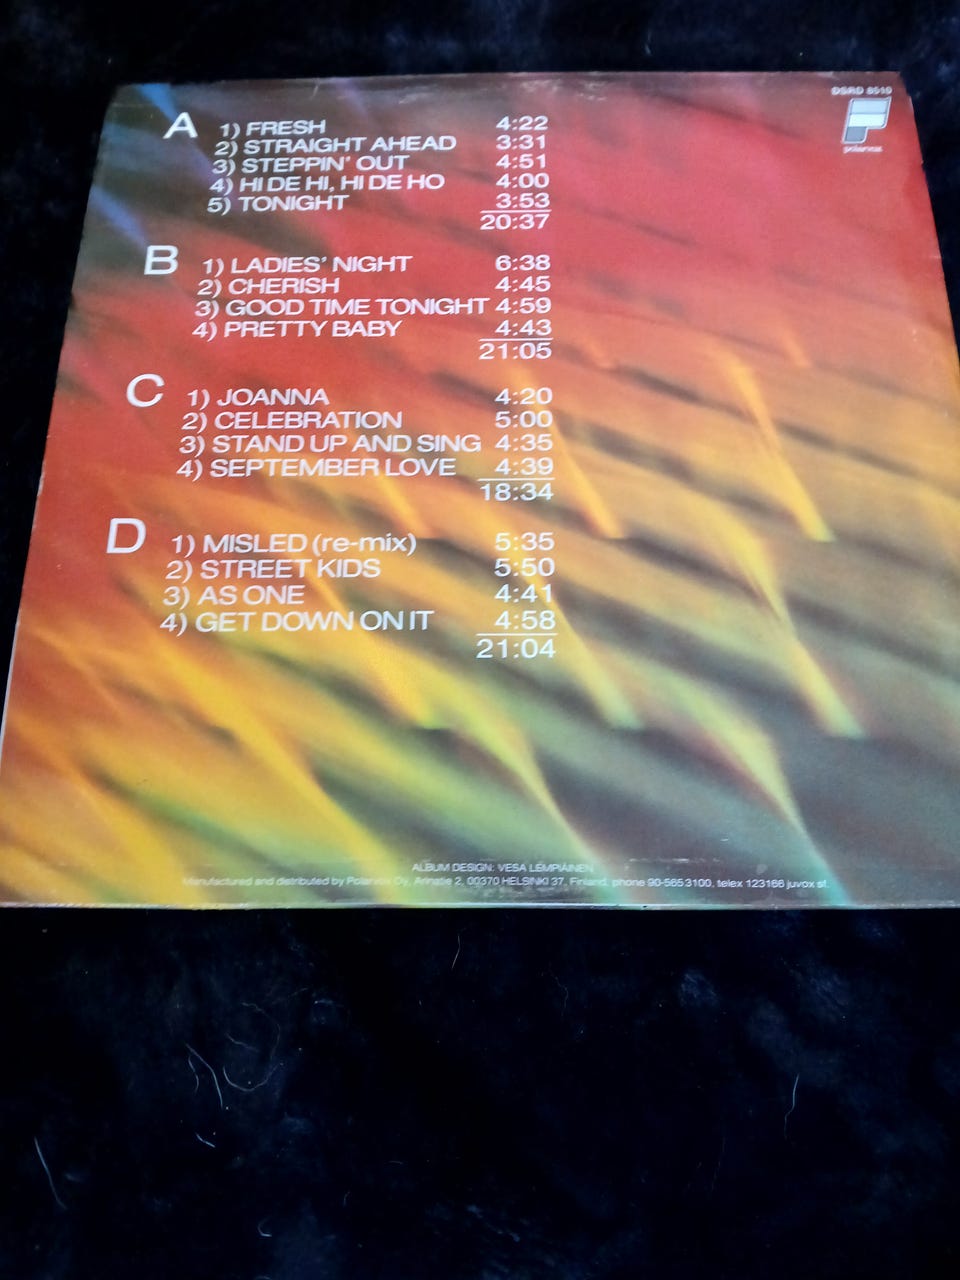 DSRD 8519
polarvox
A 1) FRESH 4:22
2) STRAIGHT AHEAD 3:31
3) STEPPIN' OUT 4:51
4) HI DE HI, HI DE HO 4:00
5) TONIGHT 3:53
20:37
B 1) LADIES' NIGHT 6:38
2) CHERISH 4:45
3) GOOD TIME TONIGHT 4:59
4) PRETTY BABY 4:43
21:05
C 1) JOANNA 4:20
2) CELEBRATION 5:00
3) STAND UP AND SING 4:35
4) SEPTEMBER LOVE 4:39
18:34
D 1) MISLED (re-mix) 5:35
2) STREET KIDS 5:50
3) AS ONE 4:41
4) GET DOWN ON IT 4:58
21:04
ALBUM DESIGN: VESA LEMPIÄINEN
Manufactured and distributed by Polarvox Oy, Arinatie 2, 00370 HELSINKI 37, Finland, phone 90-565 3100, telex 123166 juvox sf.